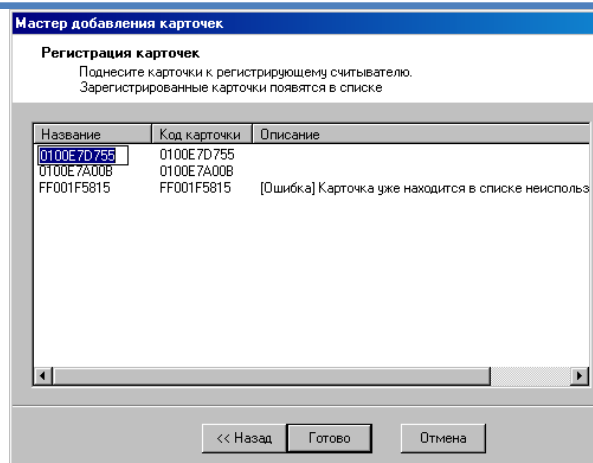 Мастер добавления карточек
Регистрация карточек
Поднесите карточки к регистрирующему считывателю.
Зарегистрированные карточки появятся в списке
Название Код карточки Описание
0100E7D755 0100E7D755
0100E7A00B 0100E7A00B
FF001F5815 FF001F5815 [Ошибка] Карточка уже находится в списке неиспольз
<< Назад Готово Отмена